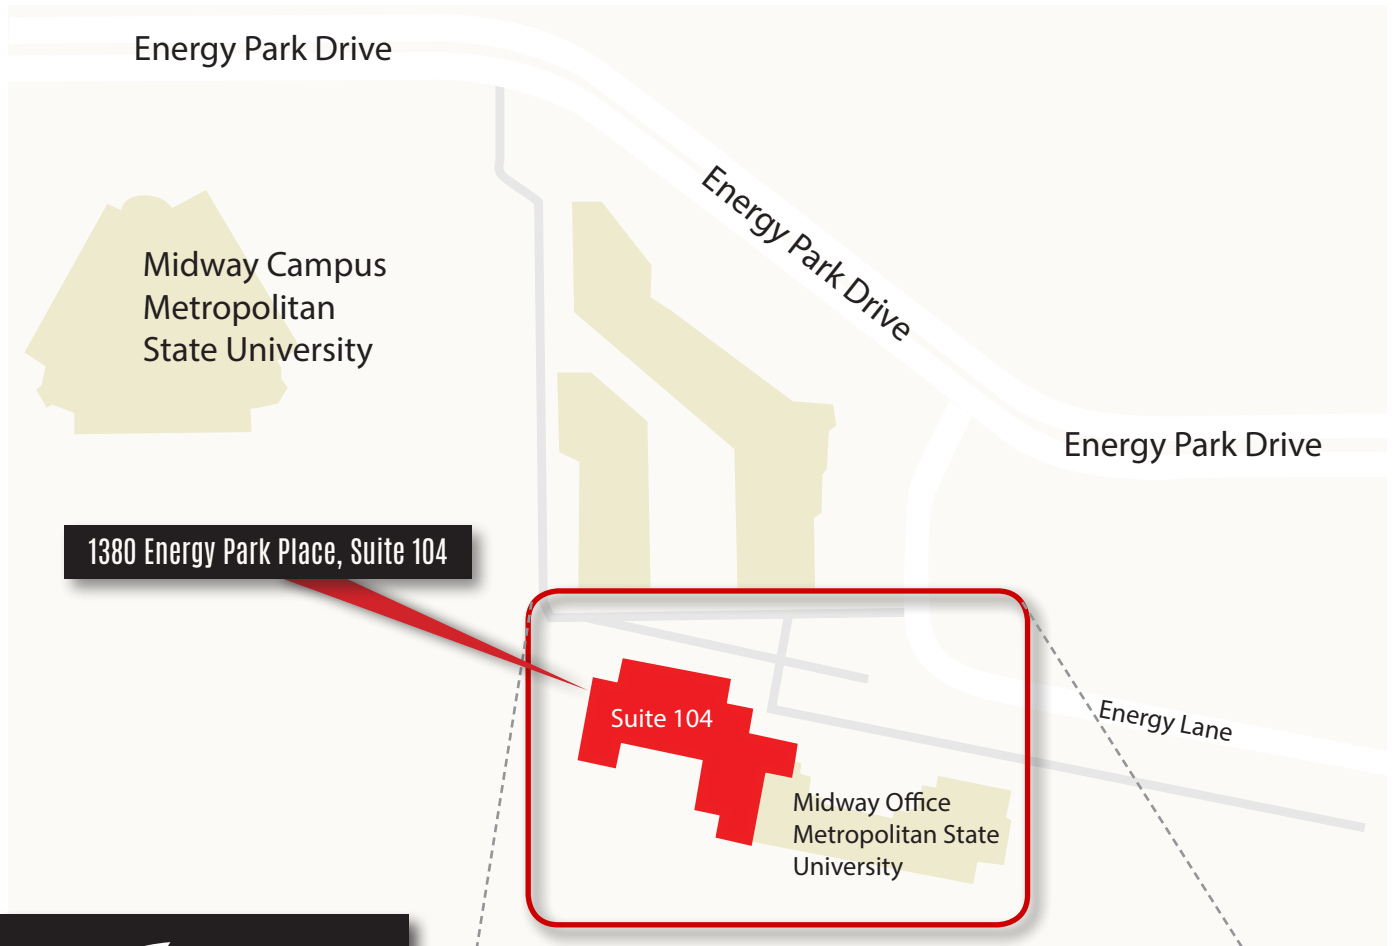 Energy Park Drive
Energy Park Drive
Midway Campus
Metropolitan
State University
Energy Park Drive
1380 Energy Park Place, Suite 104
Suite 104
Energy Lane
Midway Office
Metropolitan State
University